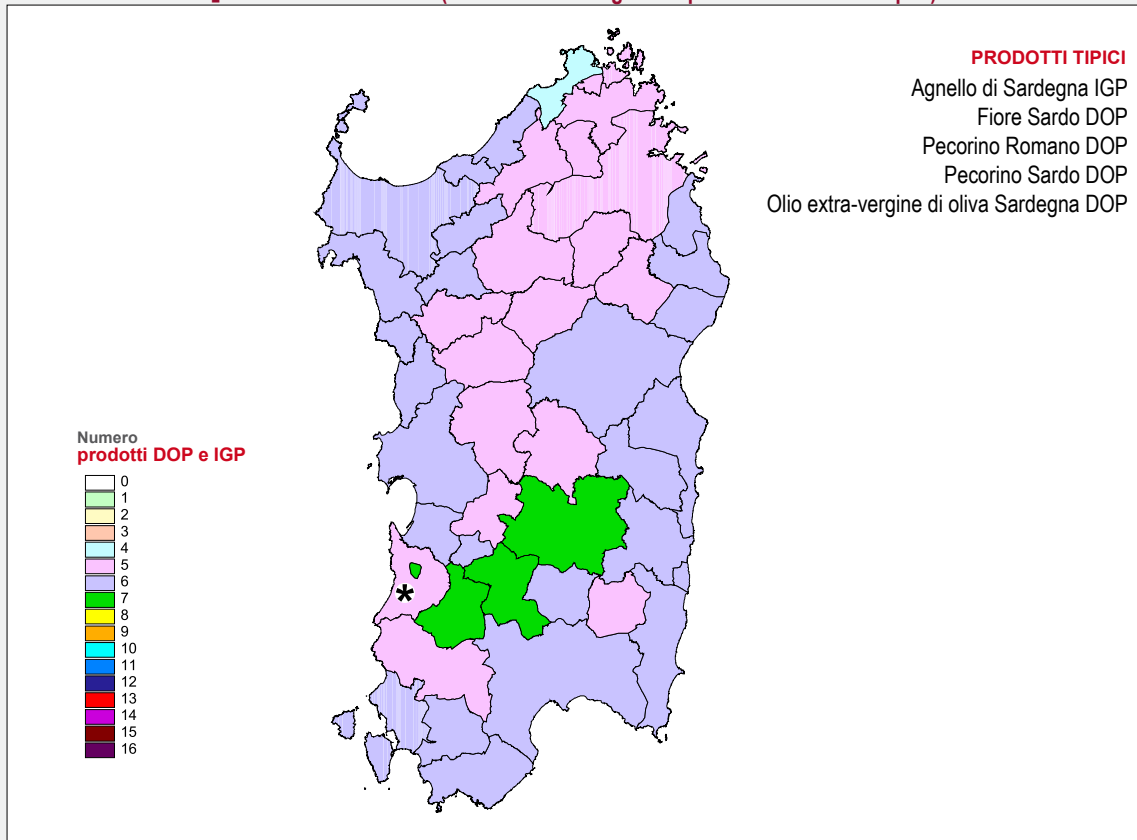 PRODOTTI TIPICI
Agnello di Sardegna IGP
Fiore Sardo DOP
Pecorino Romano DOP
Pecorino Sardo DOP
Olio extra-vergine di oliva Sardegna DOP
Numero
prodotti DOP e IGP
0
1
2
3
4
5
6
7
8
9
10
11
12
13
14
15
16
*